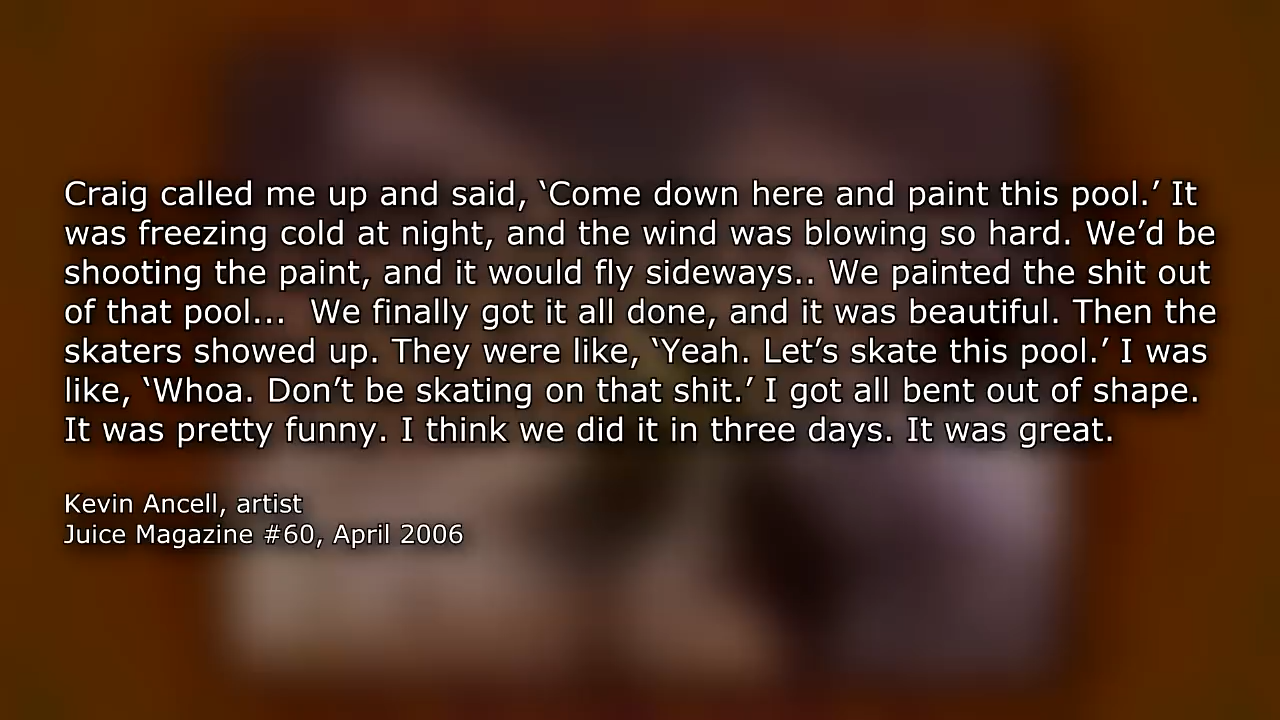 Craig called me up and said, ‘Come down here and paint this pool.’ It
was freezing cold at night, and the wind was blowing so hard. We’d be
shooting the paint, and it would fly sideways.. We painted the shit out
of that pool...  We finally got it all done, and it was beautiful. Then the
skaters showed up. They were like, ‘Yeah. Let’s skate this pool.’ I was
like, ‘Whoa. Don’t be skating on that shit.’ I got all bent out of shape.
It was pretty funny. I think we did it in three days. It was great.
Kevin Ancell, artist
Juice Magazine #60, April 2006